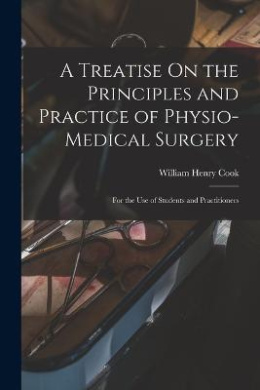 A Treatise On the
Principles and
Practice of Physio-
Medical Surgery
William Henry Cook
For the Use of Students and Practitioners